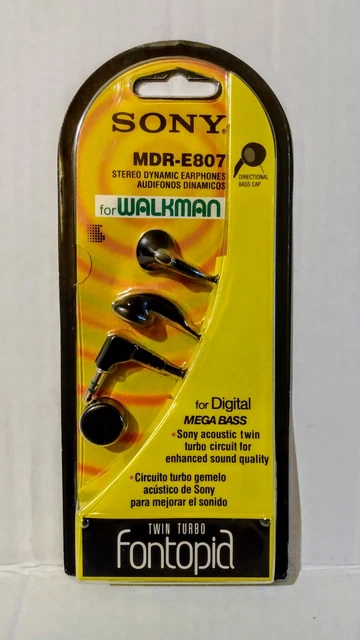 SONY
MDR-E807
STEREO DYNAMIC EARPHONES
AUDIFONOS DINAMICOS
for WALKMAN
DIRECTIONAL
BASS CAP
for Digital
MEGA BASS
• Sony acoustic twin
turbo circuit for
enhanced sound quality
• Circuito turbo gemelo
acústico de Sony
para mejorar el sonido
TWIN TURBO
fontopia